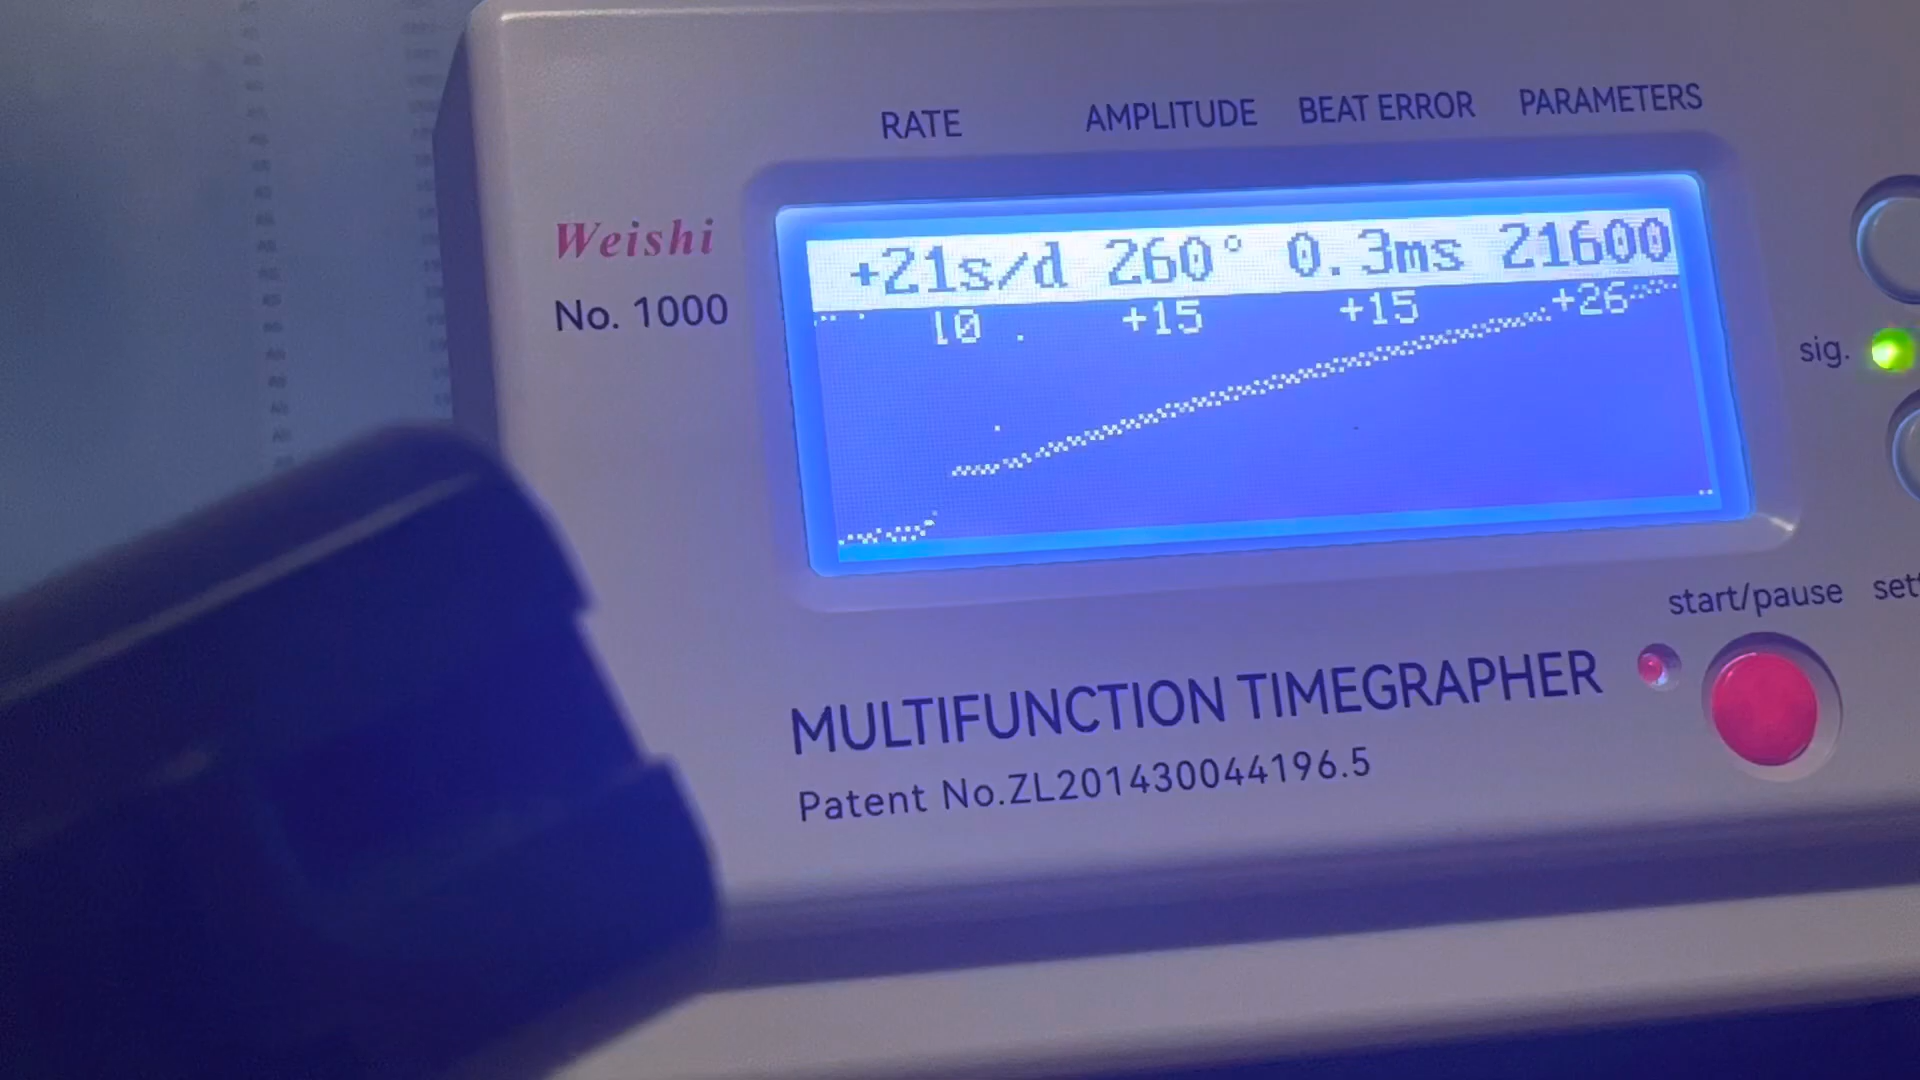 RATE AMPLITUDE BEAT ERROR PARAMETERS
+21s/d 260° 0.3ms 21600
10 +15 +15 +26
Weishi
No. 1000
sig.
start/pause
MULTIFUNCTION TIMEGRAPHER
Patent No.ZL201430044196.5